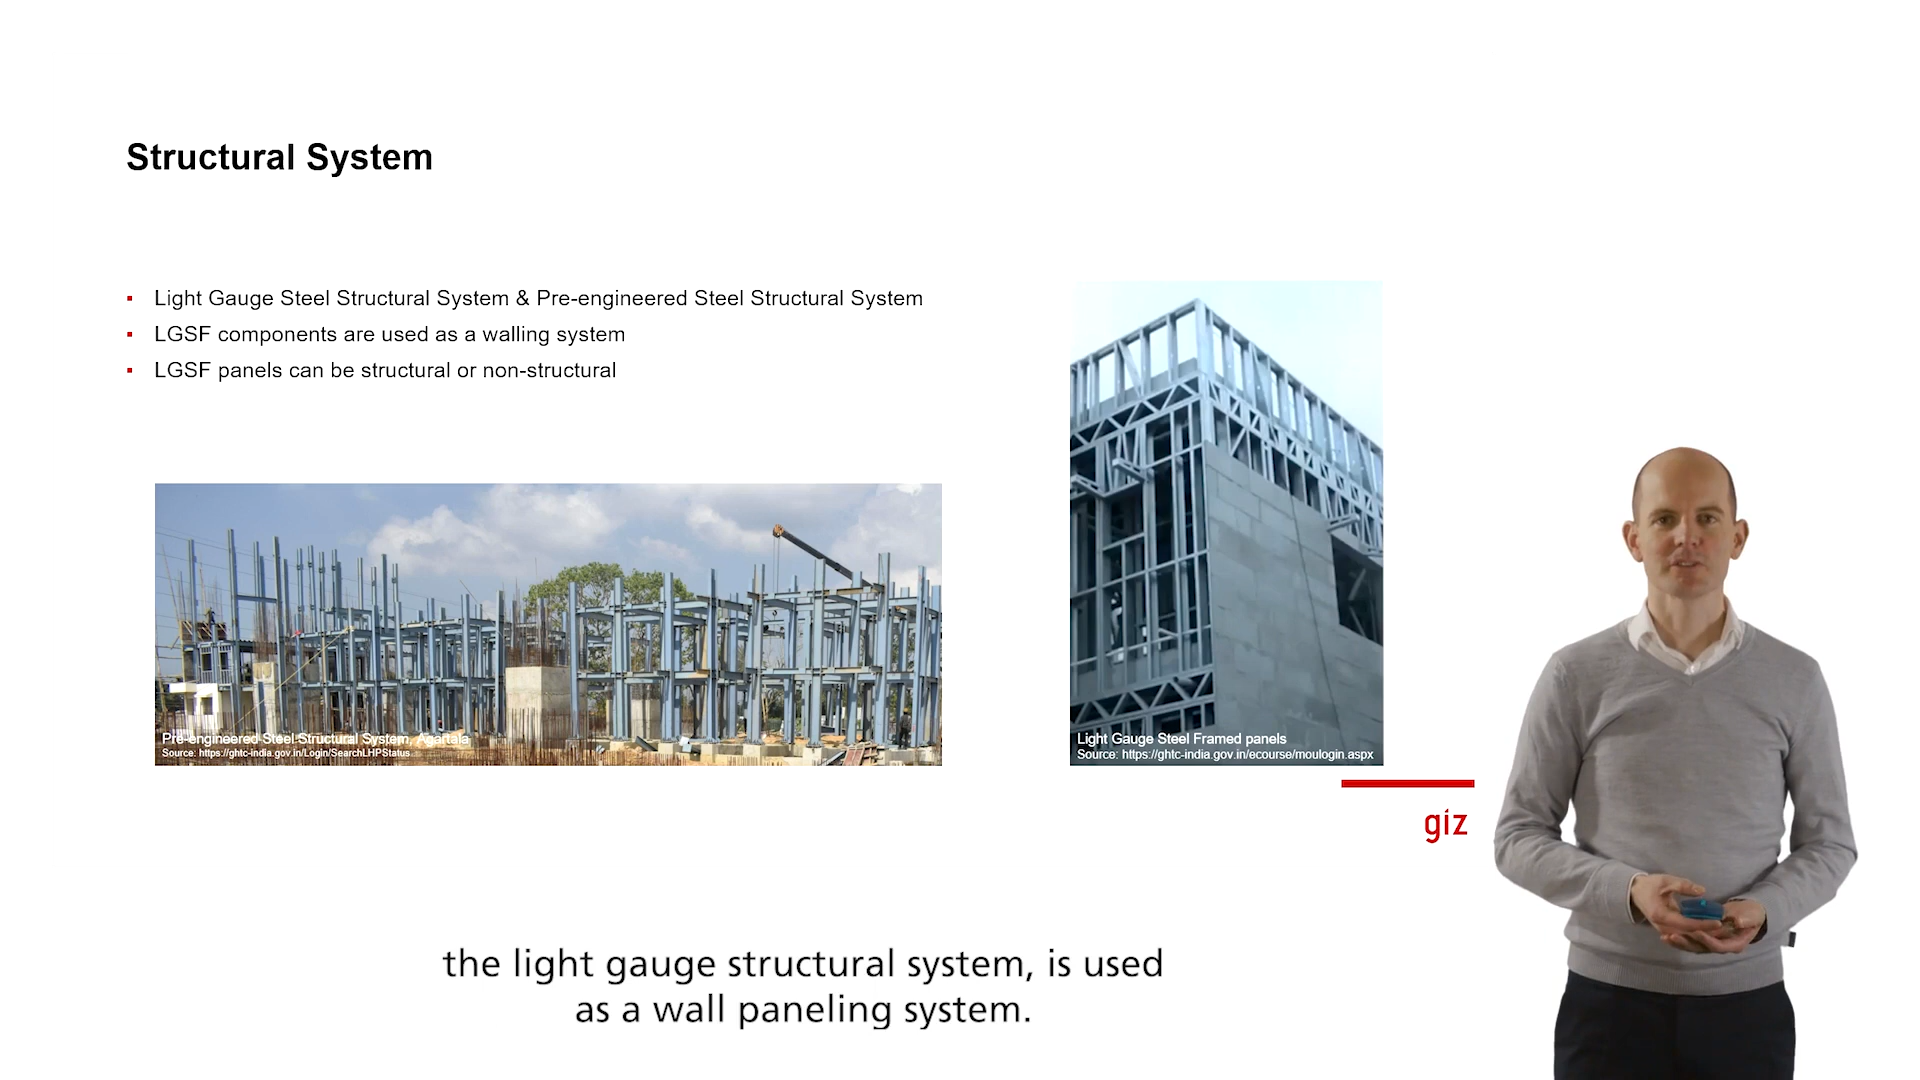 Structural System
▪ Light Gauge Steel Structural System & Pre-engineered Steel Structural System
▪ LGSF components are used as a walling system
▪ LGSF panels can be structural or non-structural
Pre-engineered Steel Structural System, Agartala
Source: https://ghtc-india.gov.in/Login/SearchLHPStatus
Light Gauge Steel Framed panels
Source: https://ghtc-india.gov.in/ecourse/moulogin.aspx
giz
the light gauge structural system, is used
as a wall paneling system.